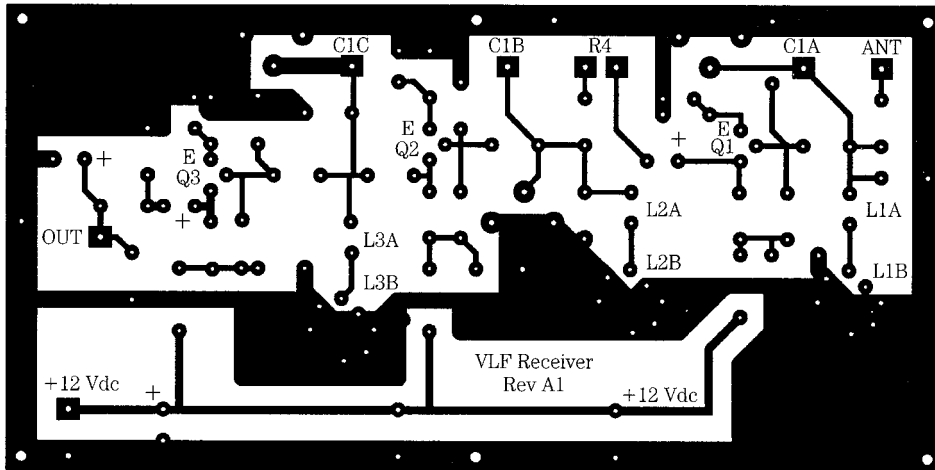 C1C
C1B
R4
C1A
ANT
E
Q3
+
E
Q2
+
E
Q1
+
OUT
L3A
L3B
L2A
L2B
L1A
L1B
VLF Receiver
Rev A1
+12 Vdc
+
+12 Vdc